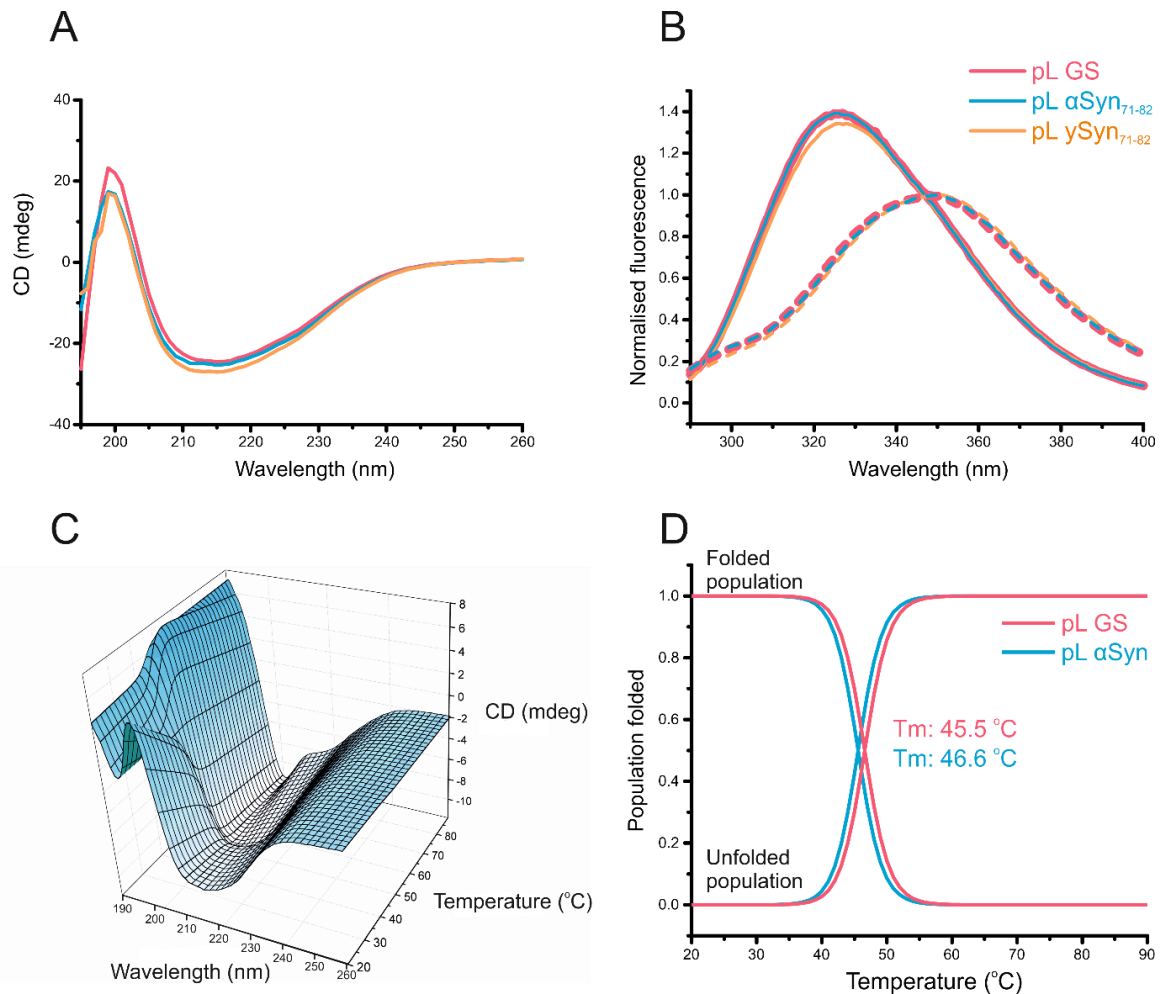 A
CD (mdeg)
40
20
0
-20
-40
200
210
220
230
240
250
260
Wavelength (nm)
B
pL GS
pL αSyn71-82
pL ySyn71-82
Normalised fluorescence
1.4
1.2
1.0
0.8
0.6
0.4
0.2
0.0
300
320
340
360
380
400
Wavelength (nm)
C
8
6
4
2
0
-2
-4
-6
-8
-10
CD (mdeg)
80
70
60
50
40
30
20
Temperature (°C)
190
200
210
220
230
240
250
260
Wavelength (nm)
D
Folded
population
pL GS
pL αSyn
Tm: 45.5 °C
Tm: 46.6 °C
Unfolded
population
Population folded
1.0
0.8
0.6
0.4
0.2
0.0
20
30
40
50
60
70
80
90
Temperature (°C)